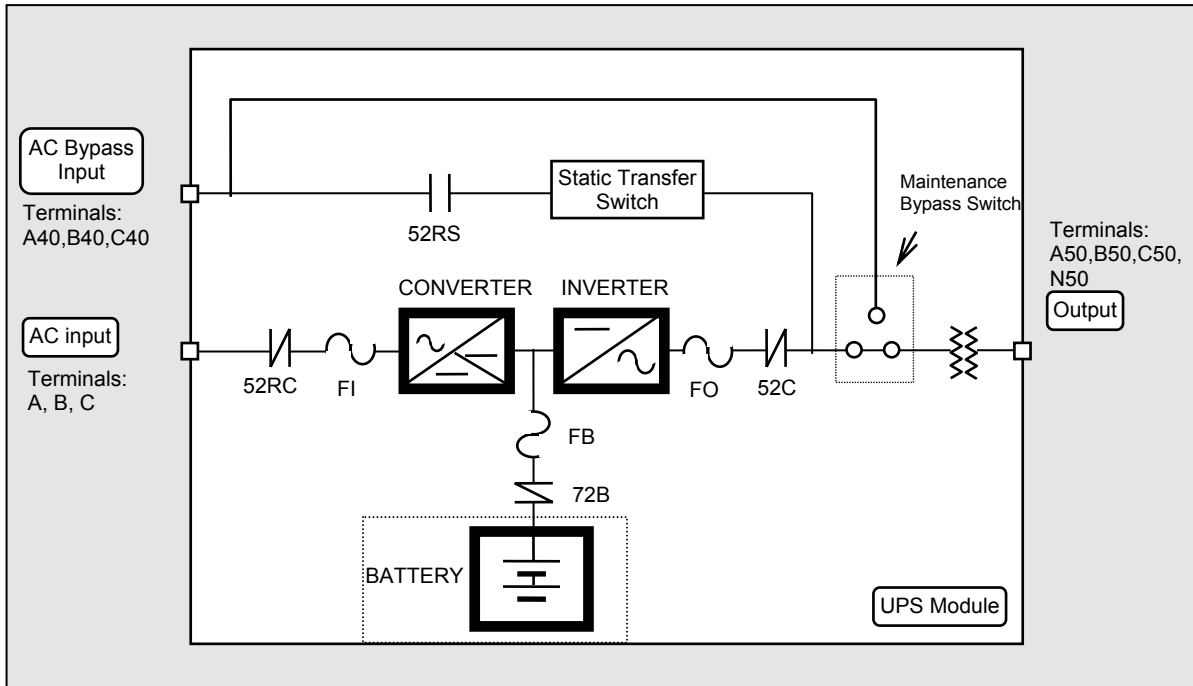 AC Bypass
Input
Terminals:
A40,B40,C40
52RS
Static Transfer
Switch
Maintenance
Bypass Switch
Terminals:
A50,B50,C50,
N50
Output
AC input
Terminals:
A, B, C
52RC
FI
CONVERTER
INVERTER
FO
52C
FB
72B
BATTERY
UPS Module